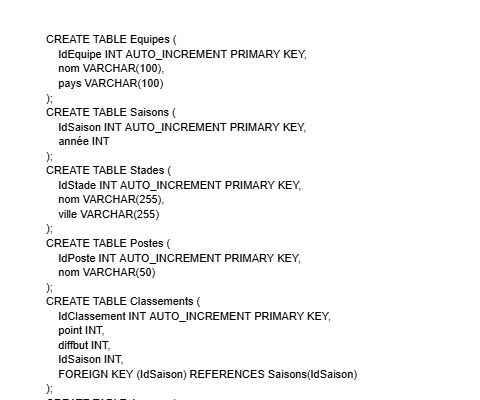 CREATE TABLE Equipes (
IdEquipe INT AUTO_INCREMENT PRIMARY KEY,
nom VARCHAR(100),
pays VARCHAR(100)
);
CREATE TABLE Saisons (
IdSaison INT AUTO_INCREMENT PRIMARY KEY,
année INT
);
CREATE TABLE Stades (
IdStade INT AUTO_INCREMENT PRIMARY KEY,
nom VARCHAR(255),
ville VARCHAR(255)
);
CREATE TABLE Postes (
IdPoste INT AUTO_INCREMENT PRIMARY KEY,
nom VARCHAR(50)
);
CREATE TABLE Classements (
IdClassement INT AUTO_INCREMENT PRIMARY KEY,
point INT,
diffbut INT,
IdSaison INT,
FOREIGN KEY (IdSaison) REFERENCES Saisons(IdSaison)
);